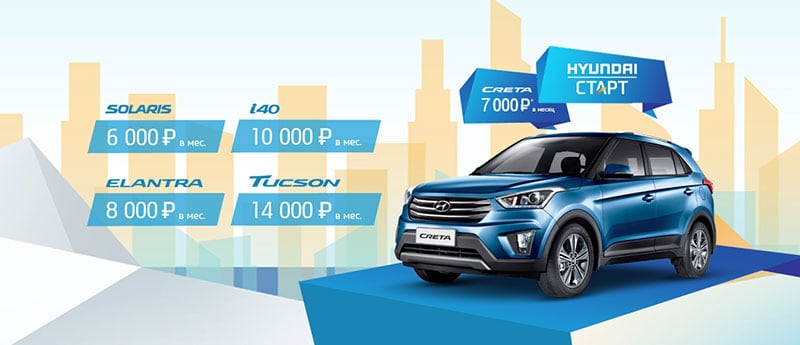 SOLARIS
6 000 ₽ в мес.
i40
10 000 ₽ в мес.
ELANTRA
8 000 ₽ в мес.
TUCSON
14 000 ₽ в мес.
CRETA
7 000 ₽*
в месяц
HYUNDAI
СТАРТ
CRETA